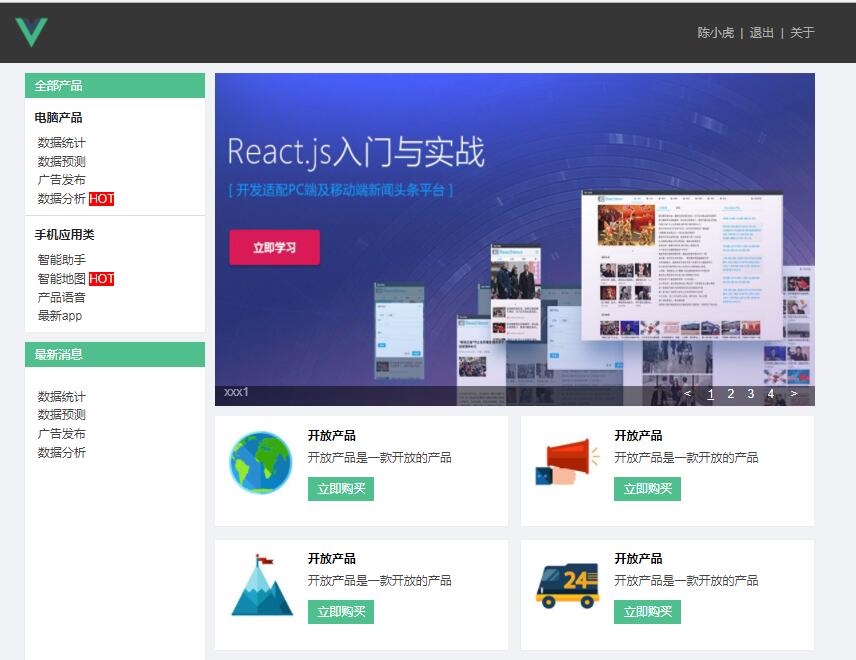 陈小虎 | 退出 | 关于
全部产品
电脑产品
数据统计
数据预测
广告发布
数据分析 HOT
手机应用类
智能助手
智能地图 HOT
产品语音
最新app
最新消息
数据统计
数据预测
广告发布
数据分析
React.js入门与实战
[ 开发适配PC端及移动端新闻头条平台 ]
立即学习
xxx1
< 1 2 3 4 >
开放产品
开放产品是一款开放的产品
立即购买
开放产品
开放产品是一款开放的产品
立即购买
开放产品
开放产品是一款开放的产品
立即购买
24
开放产品
开放产品是一款开放的产品
立即购买